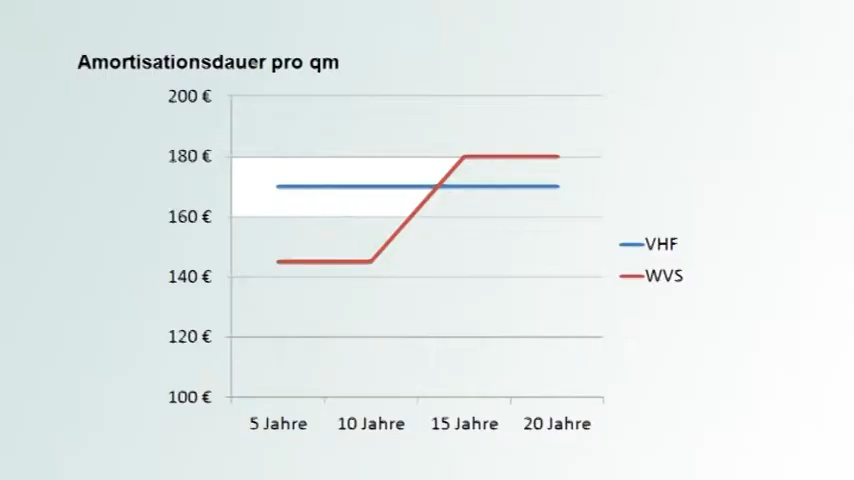 Amortisationsdauer pro qm
200 €
180 €
160 €
140 €
120 €
100 €
5 Jahre 10 Jahre 15 Jahre 20 Jahre
VHF
WVS